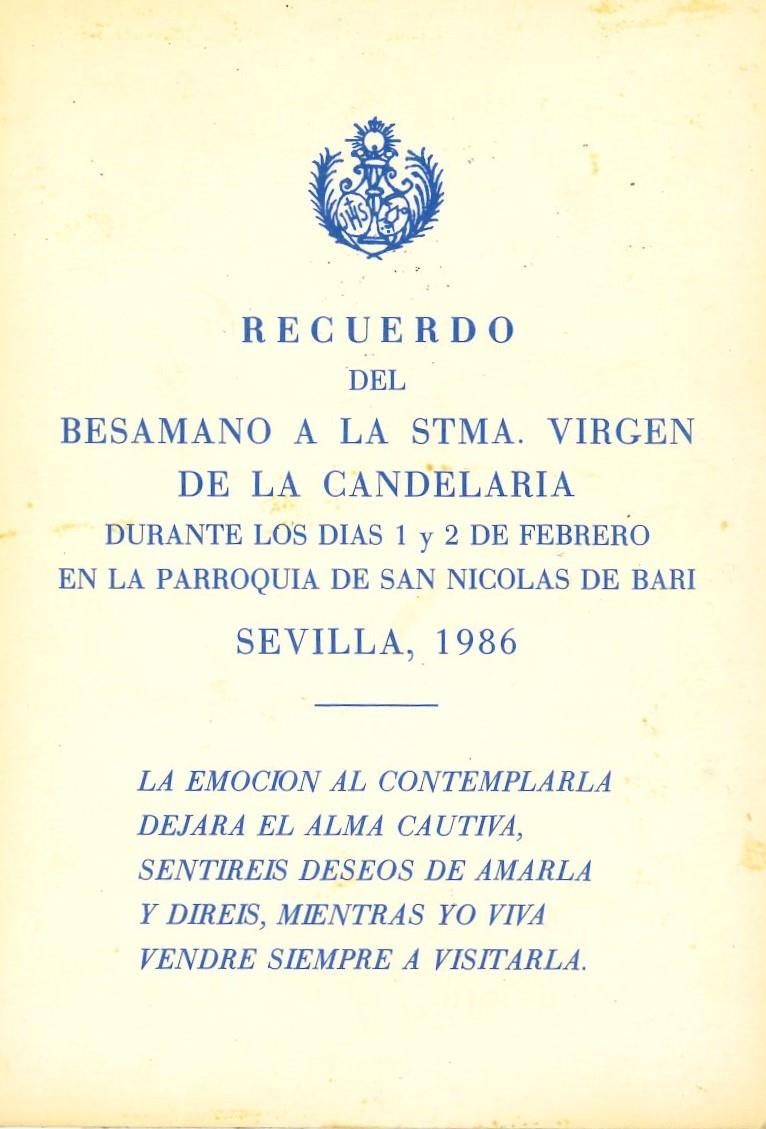 JHS
RECUERDO
DEL
BESAMANO A LA STMA. VIRGEN
DE LA CANDELARIA
DURANTE LOS DIAS 1 y 2 DE FEBRERO
EN LA PARROQUIA DE SAN NICOLAS DE BARI
SEVILLA, 1986
LA EMOCION AL CONTEMPLARLA
DEJARA EL ALMA CAUTIVA,
SENTIREIS DESEOS DE AMARLA
Y DIREIS, MIENTRAS YO VIVA
VENDRE SIEMPRE A VISITARLA.